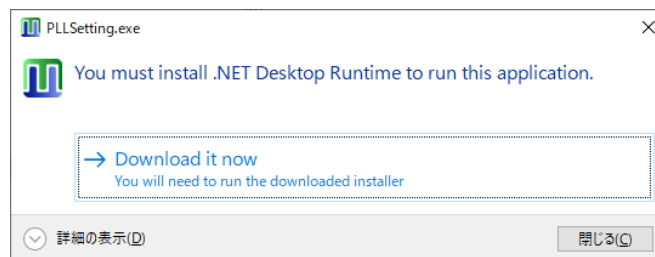 PLLSetting.exe
You must install .NET Desktop Runtime to run this application.
Download it now
You will need to run the downloaded installer
詳細の表示(D)
閉じる(C)